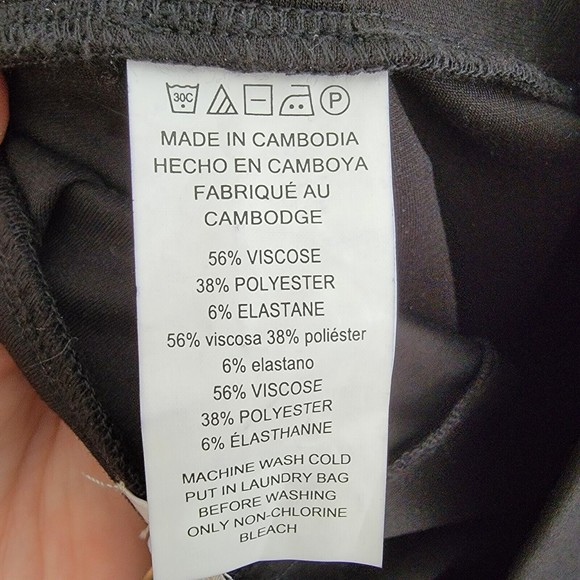 30C P
MADE IN CAMBODIA
HECHO EN CAMBOYA
FABRIQUÉ AU
CAMBODGE
56% VISCOSE
38% POLYESTER
6% ELASTANE
56% viscosa 38% poliéster
6% elastano
56% VISCOSE
38% POLYESTER
6% ÉLASTHANNE
MACHINE WASH COLD
PUT IN LAUNDRY BAG
BEFORE WASHING
ONLY NON-CHLORINE
BLEACH